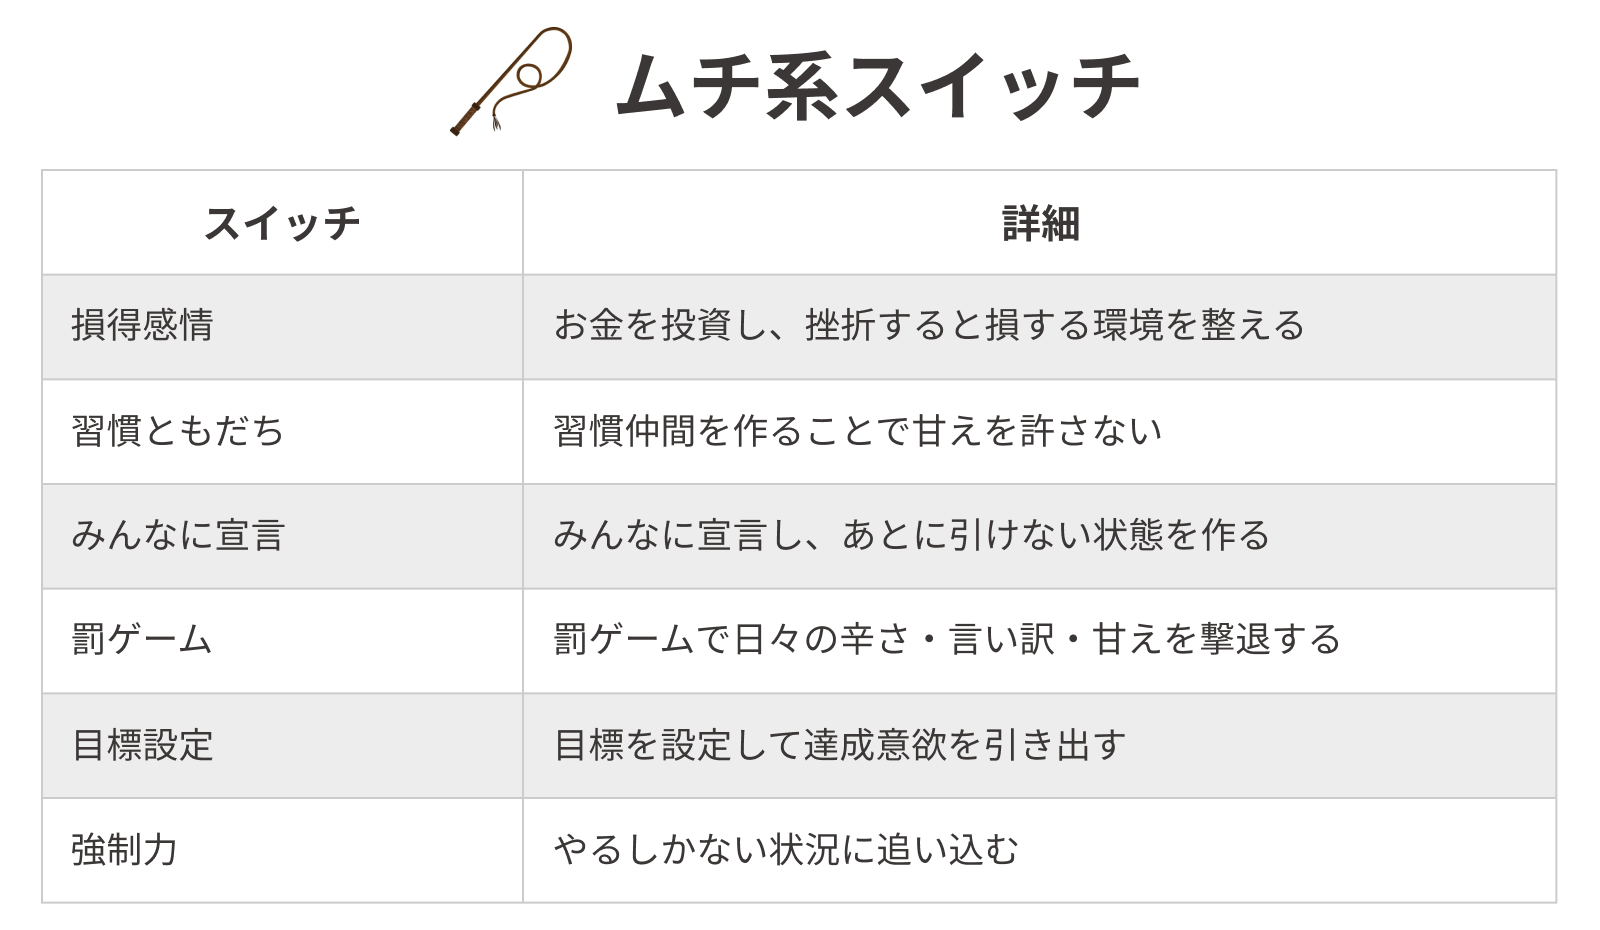 ムチ系スイッチ
スイッチ 詳細
損得感情 お金を投資し、挫折すると損する環境を整える
習慣ともだち 習慣仲間を作ることで甘えを許さない
みんなに宣言 みんなに宣言し、あとに引けない状態を作る
罰ゲーム 罰ゲームで日々の辛さ・言い訳・甘えを撃退する
目標設定 目標を設定して達成意欲を引き出す
強制力 やるしかない状況に追い込む